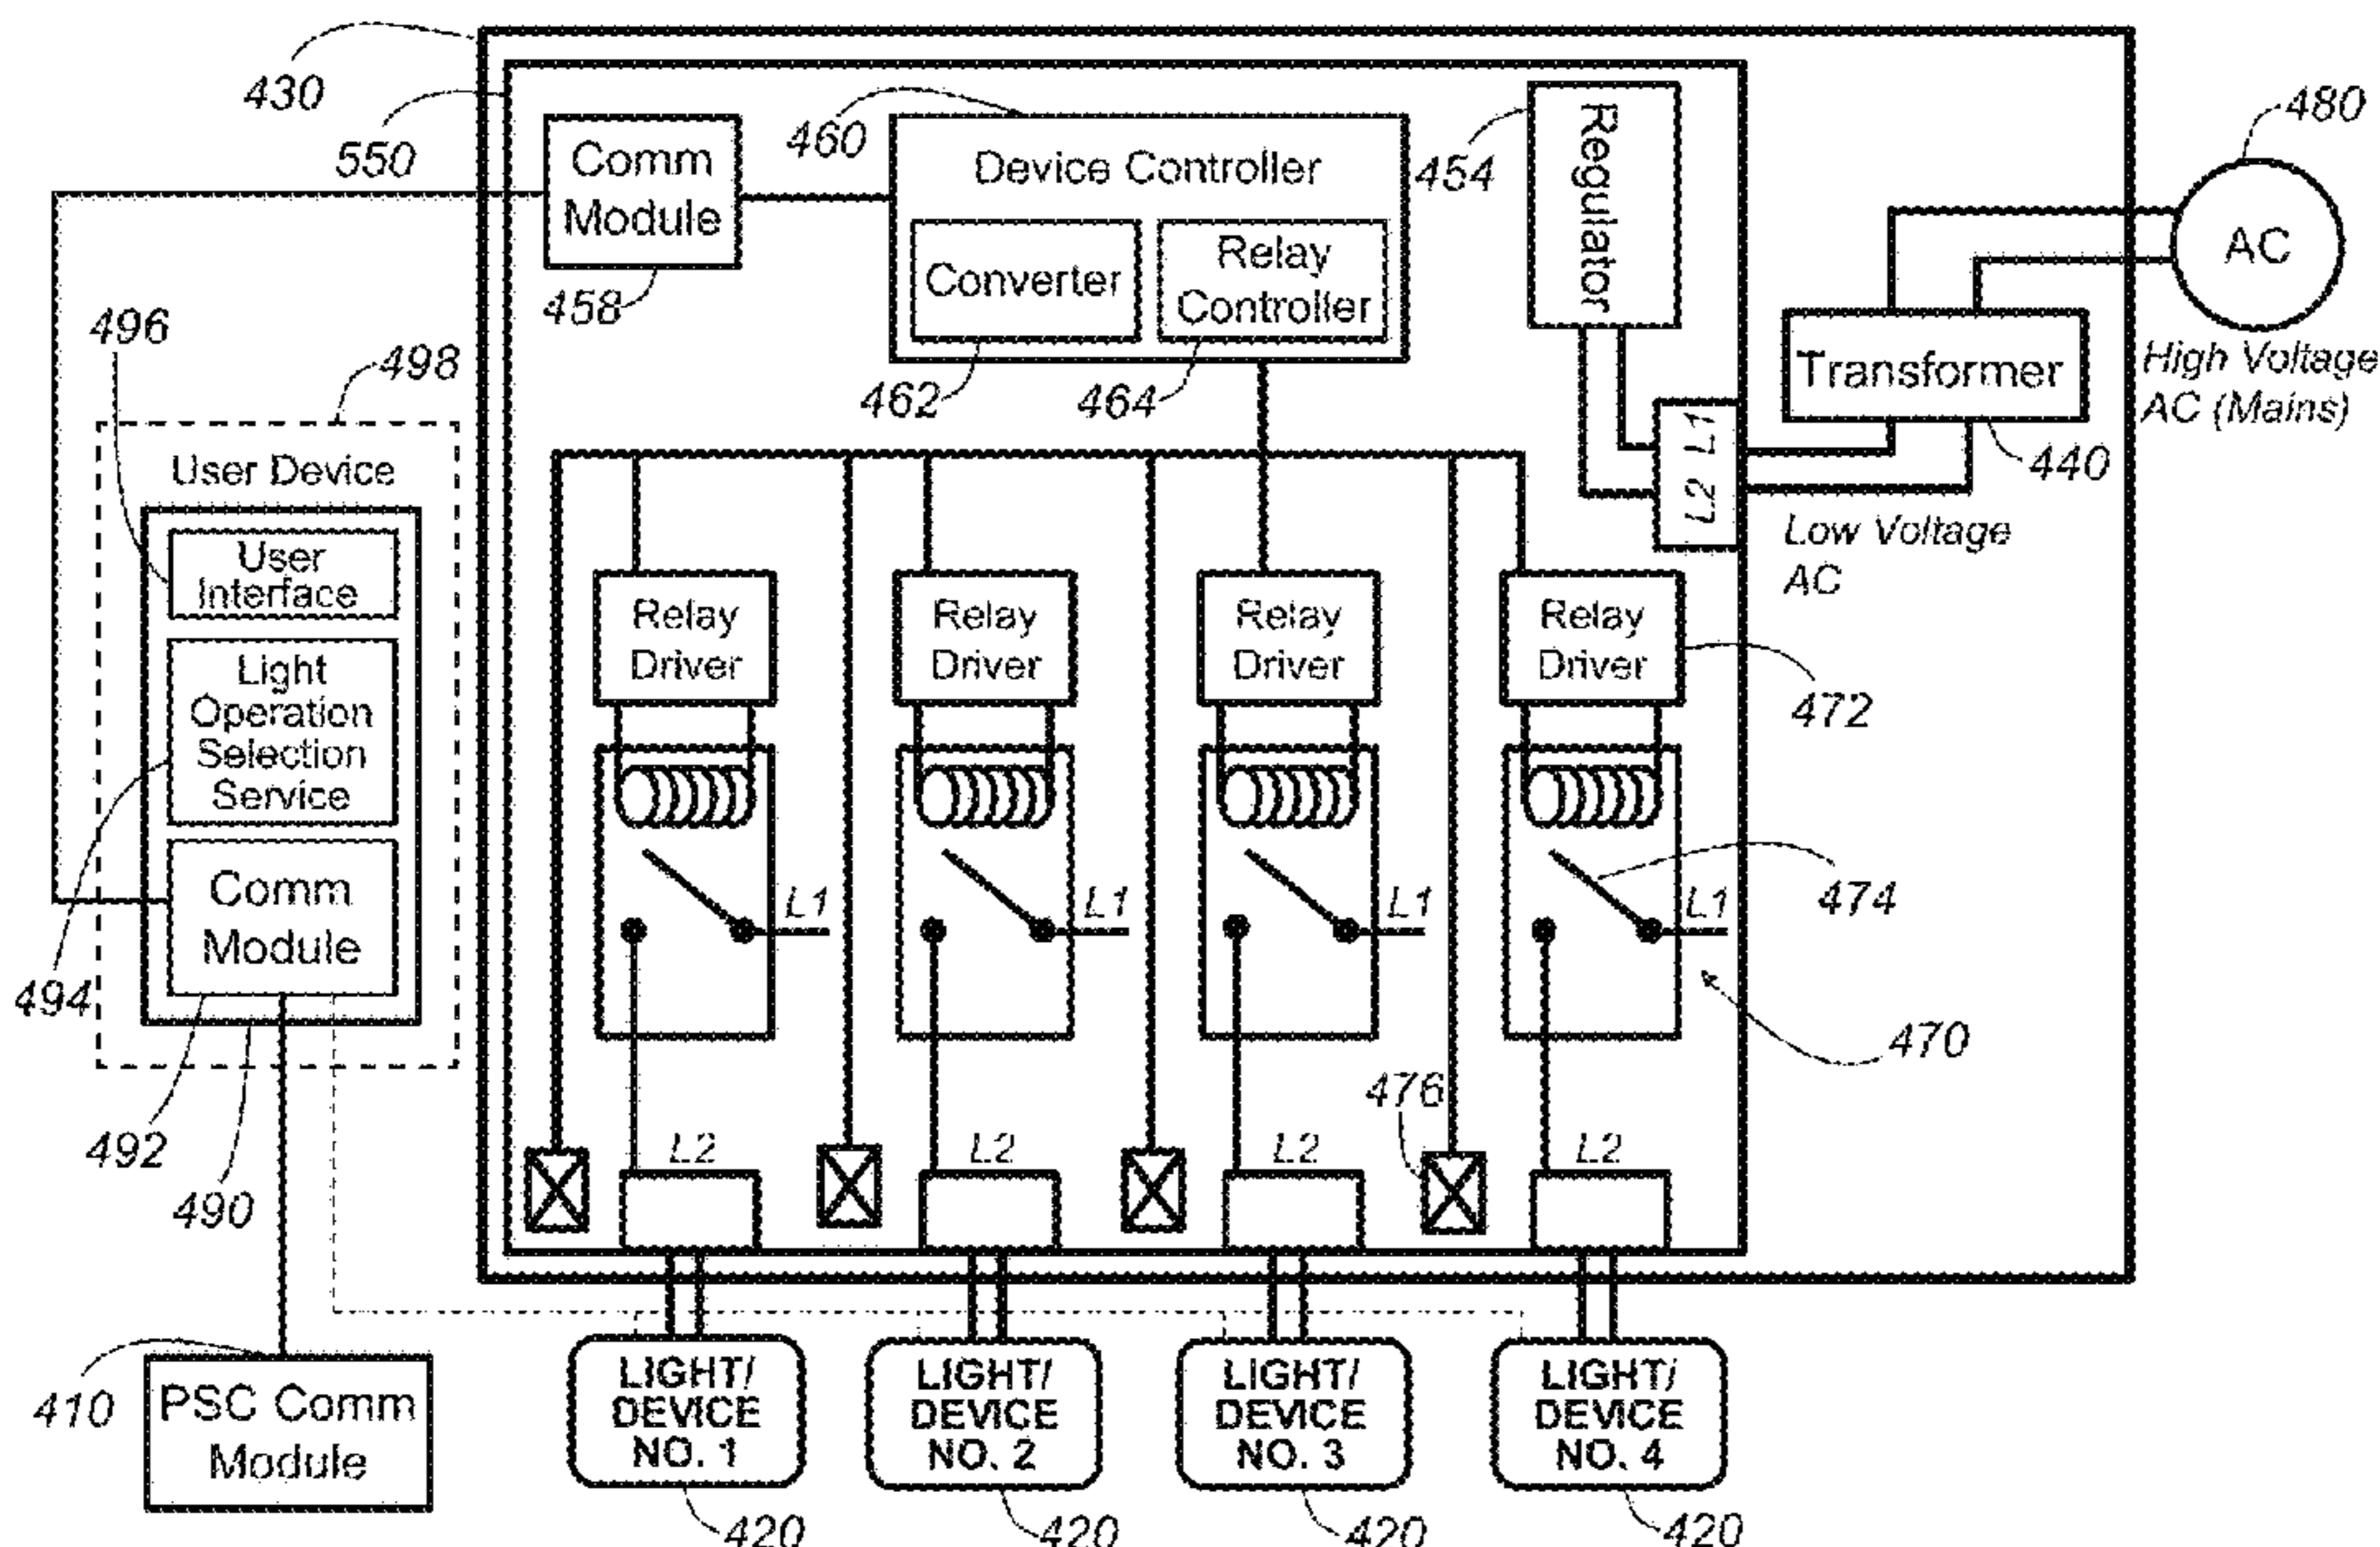 430
550
Comm
Module
458
460
Device Controller
Converter
462
Relay
Controller
464
454
Regulator
480
AC
High Voltage
AC (Mains)
Transformer
440
L1
L2
Low Voltage
AC
496
498
User Device
User
Interface
Light
Operation
Selection
Service
Comm
Module
494
492
490
Relay
Driver
Relay
Driver
Relay
Driver
Relay
Driver
472
L1
L1
L1
L1
474
470
476
L2
L2
L2
L2
410
PSC Comm
Module
LIGHT/
DEVICE
NO. 1
LIGHT/
DEVICE
NO. 2
LIGHT/
DEVICE
NO. 3
LIGHT/
DEVICE
NO. 4
420
420
420
420